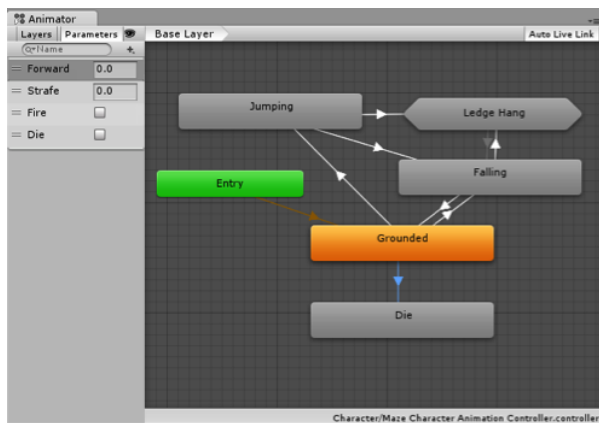 Animator
Layers Parameters Base Layer Auto Live Link
Name
Forward 0.0
Strafe 0.0
Fire
Die
Jumping
Ledge Hang
Falling
Entry
Grounded
Die
Character/Maze Character Animation Controller.controller